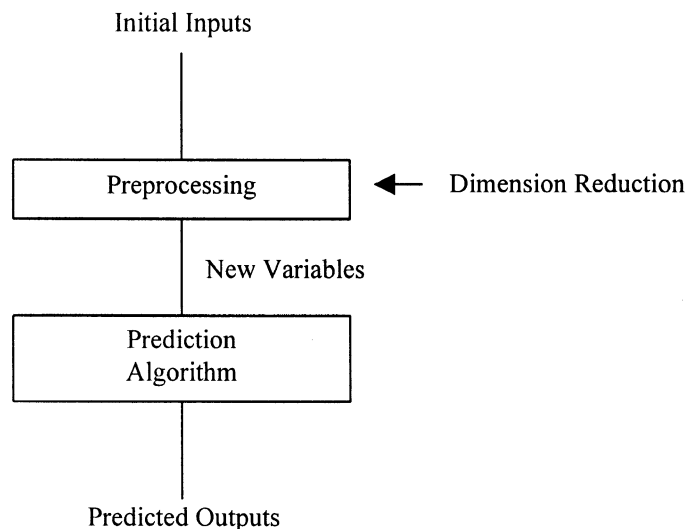 Initial Inputs
Preprocessing
Dimension Reduction
New Variables
Prediction
Algorithm
Predicted Outputs